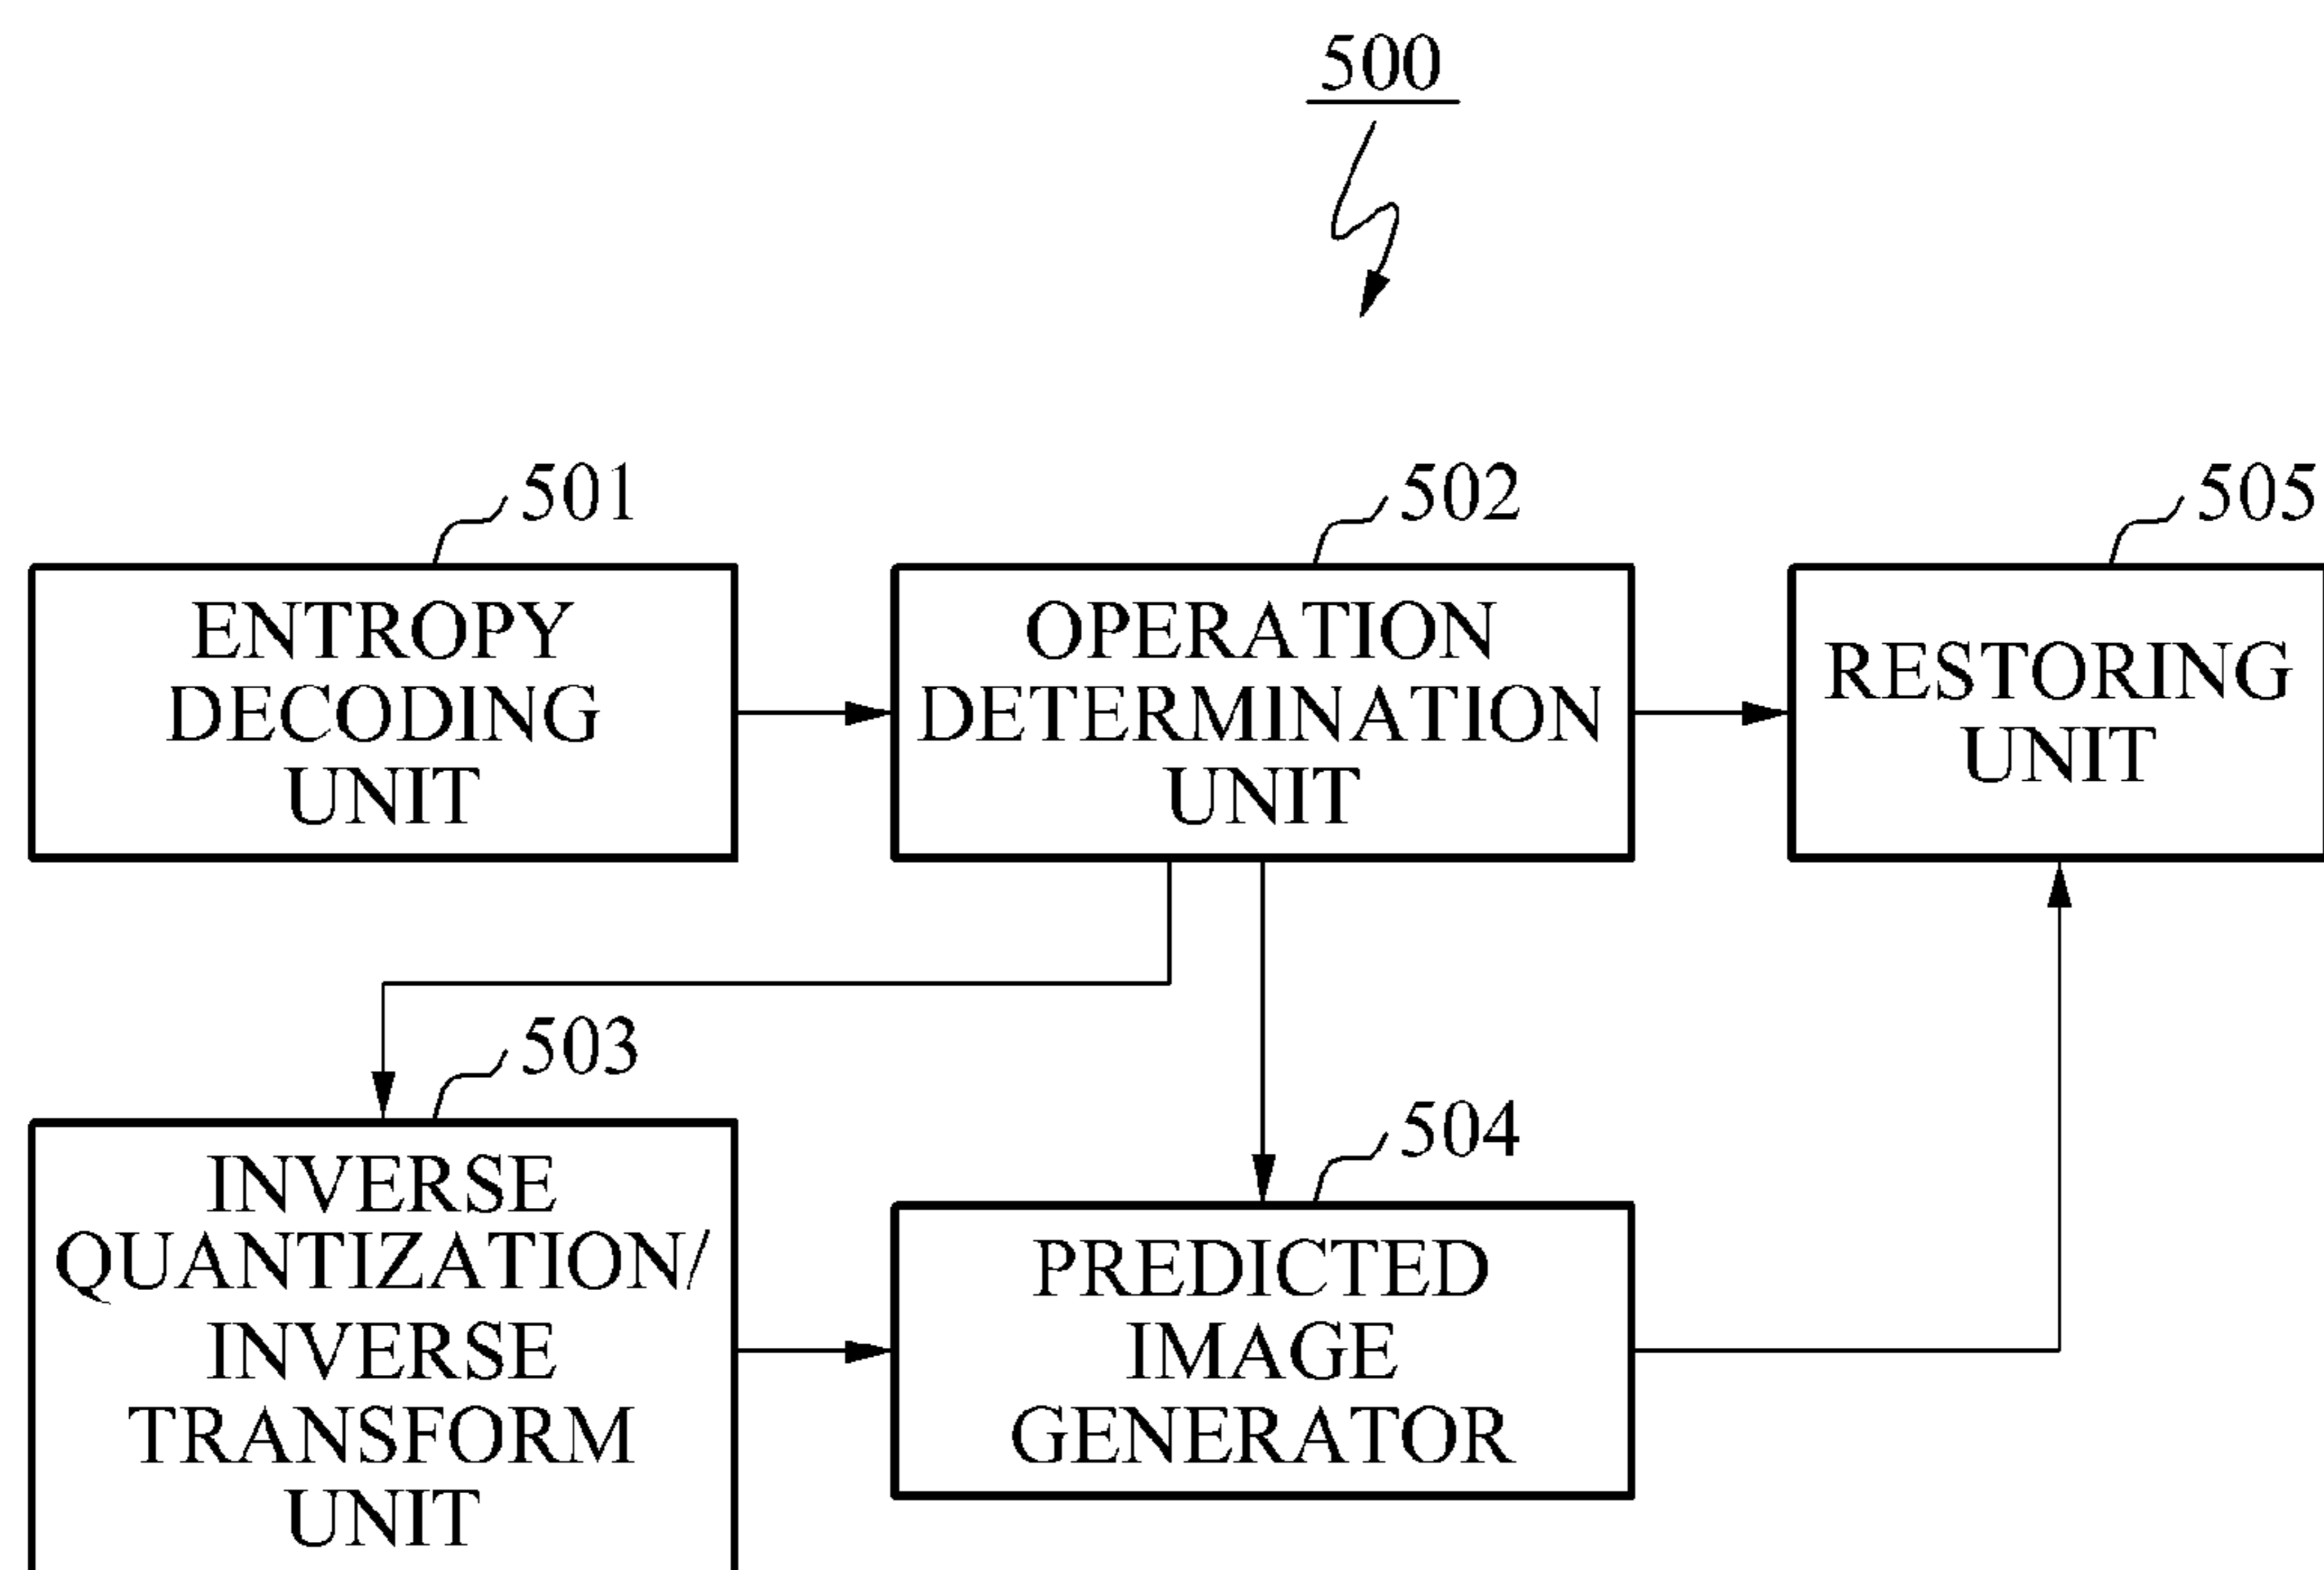 500
501
ENTROPY
DECODING
UNIT
502
OPERATION
DETERMINATION
UNIT
505
RESTORING
UNIT
503
INVERSE
QUANTIZATION/
INVERSE
TRANSFORM
UNIT
504
PREDICTED
IMAGE
GENERATOR